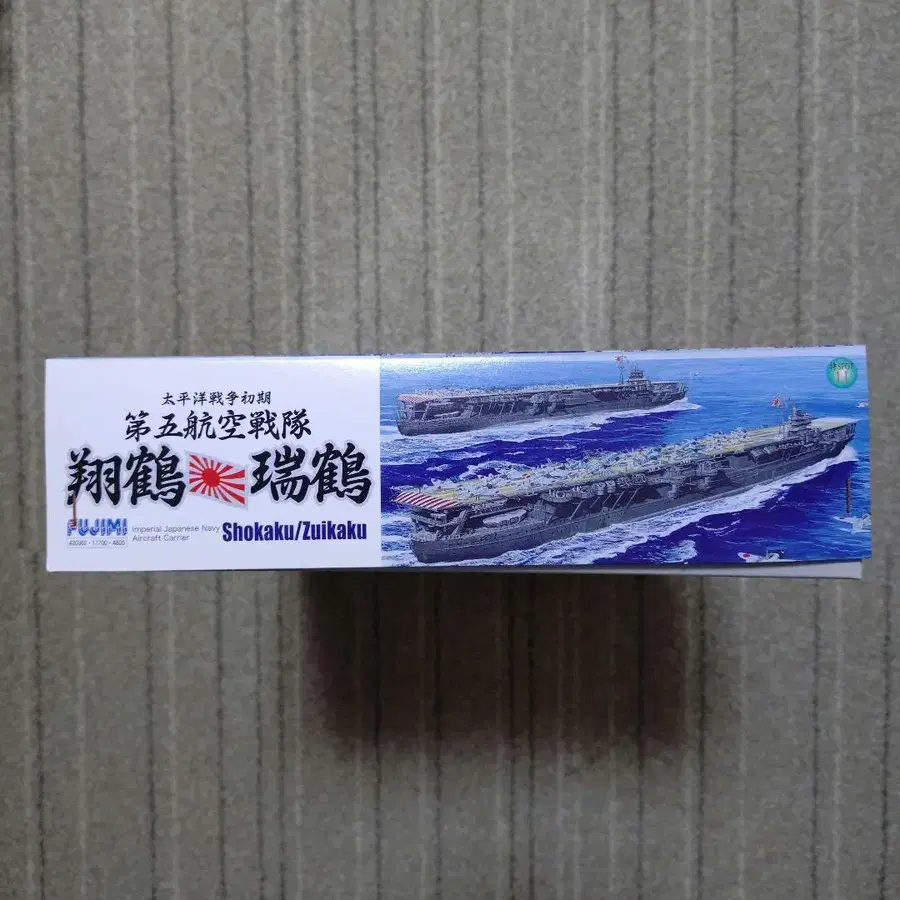 太平洋戦争初期
第五航空戦隊
翔鶴 瑞鶴
FUJIMI
Imperial Japanese Navy
Aircraft Carrier
Shokaku/Zuikaku